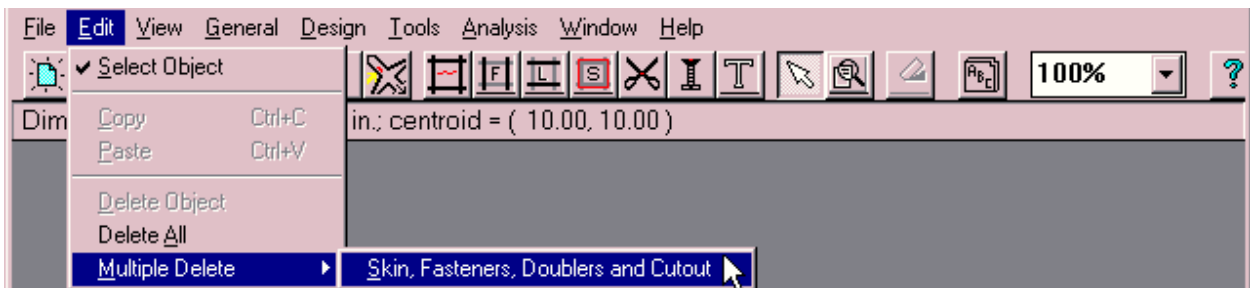 File Edit View General Design Tools Analysis Window Help
✔ Select Object
F L S I T ABC 100% ?
Dim in.; centroid = ( 10.00, 10.00 )
Copy Ctrl+C
Paste Ctrl+V
Delete Object
Delete All
Multiple Delete Skin, Fasteners, Doublers and Cutout